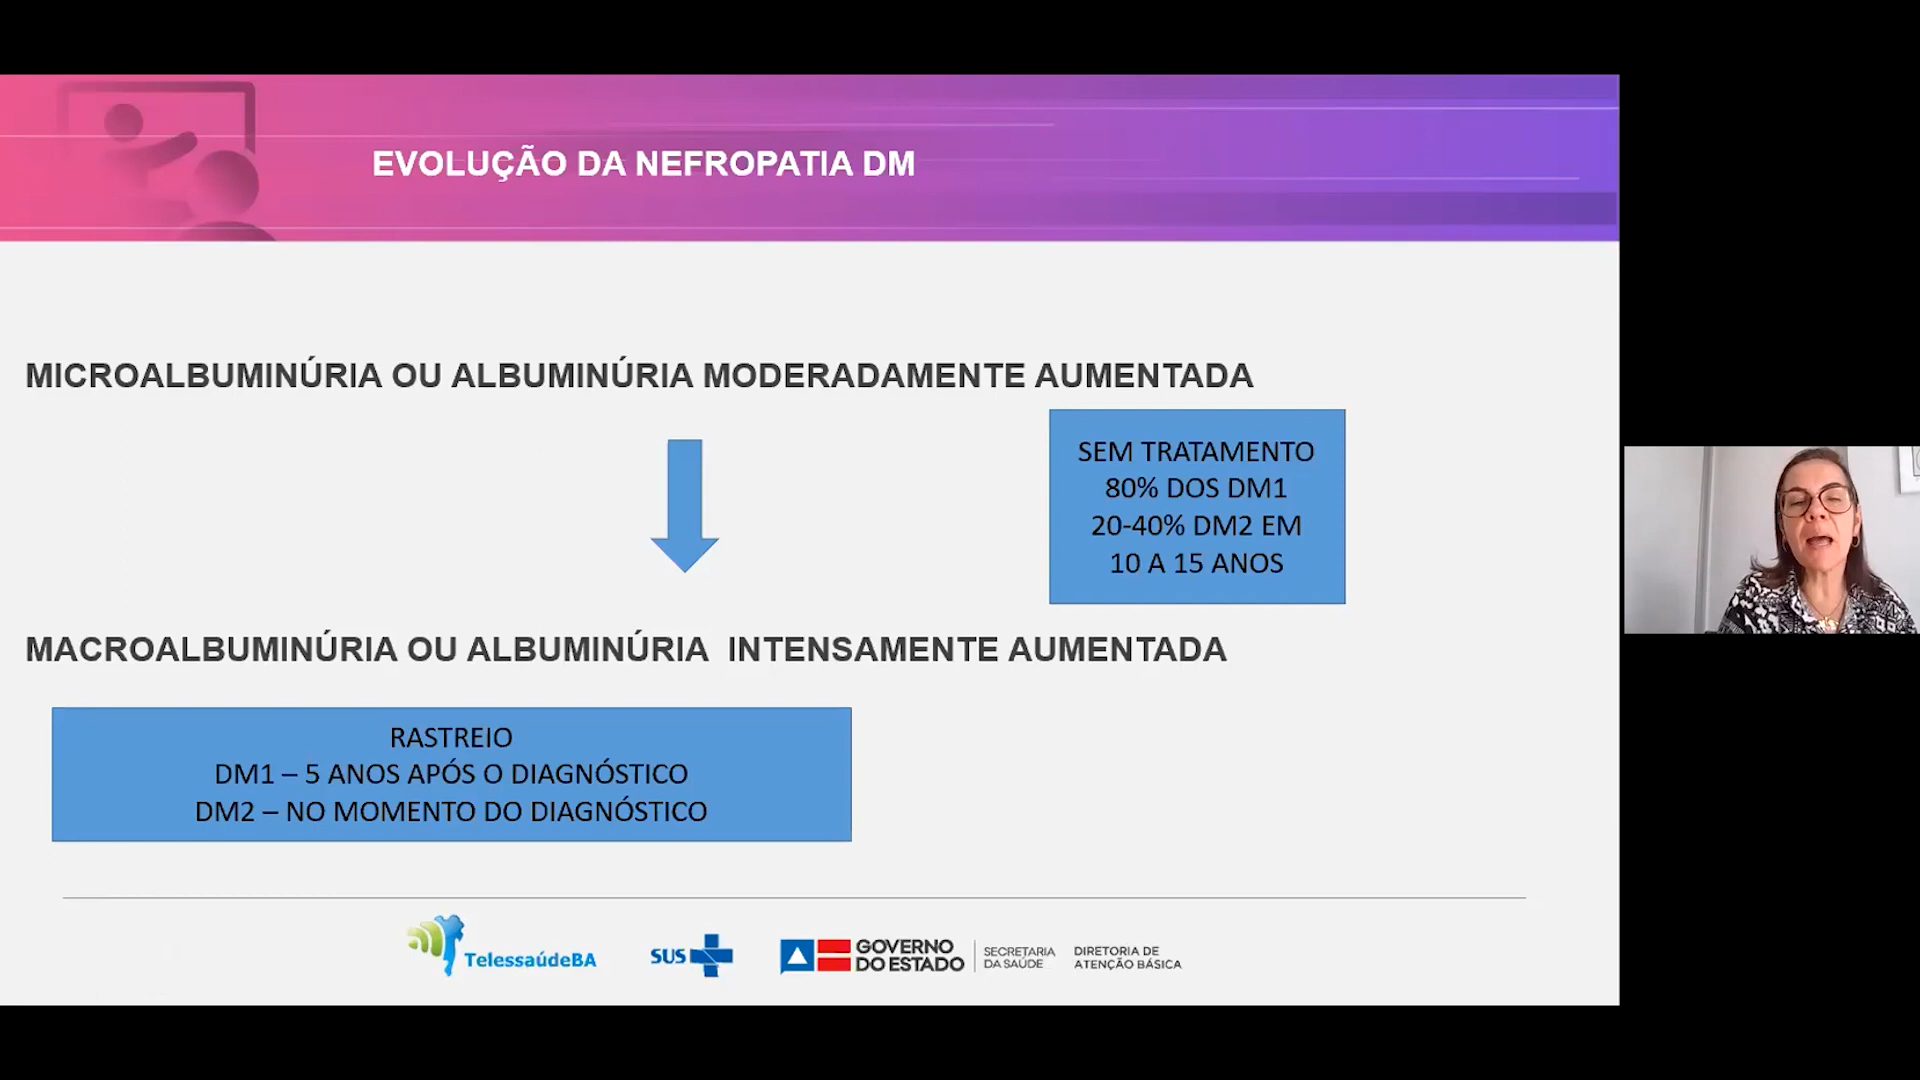 EVOLUÇÃO DA NEFROPATIA DM
MICROALBUMINÚRIA OU ALBUMINÚRIA MODERADAMENTE AUMENTADA
SEM TRATAMENTO
80% DOS DM1
20-40% DM2 EM
10 A 15 ANOS
MACROALBUMINÚRIA OU ALBUMINÚRIA INTENSAMENTE AUMENTADA
RASTREIO
DM1 – 5 ANOS APÓS O DIAGNÓSTICO
DM2 – NO MOMENTO DO DIAGNÓSTICO
TelessaúdeBA
SUS
GOVERNO
DO ESTADO
SECRETARIA
DA SAÚDE
DIRETORIA DE
ATENÇÃO BÁSICA